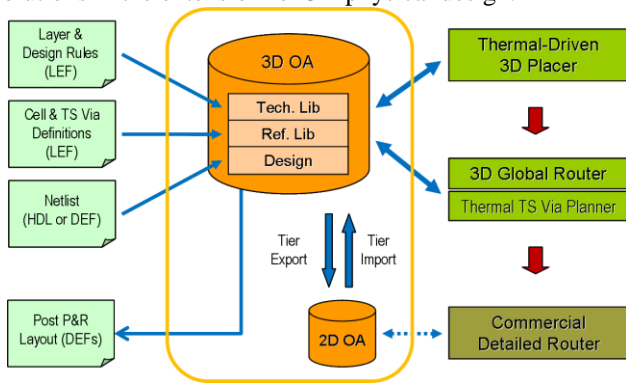 Layer &
Design Rules
(LEF)
Cell & TS Via
Definitions
(LEF)
Netlist
(HDL or DEF)
Post P&R
Layout (DEFs)
3D OA
Tech. Lib
Ref. Lib
Design
Tier
Export
Tier
Import
2D OA
Thermal-Driven
3D Placer
3D Global Router
Thermal TS Via Planner
Commercial
Detailed Router